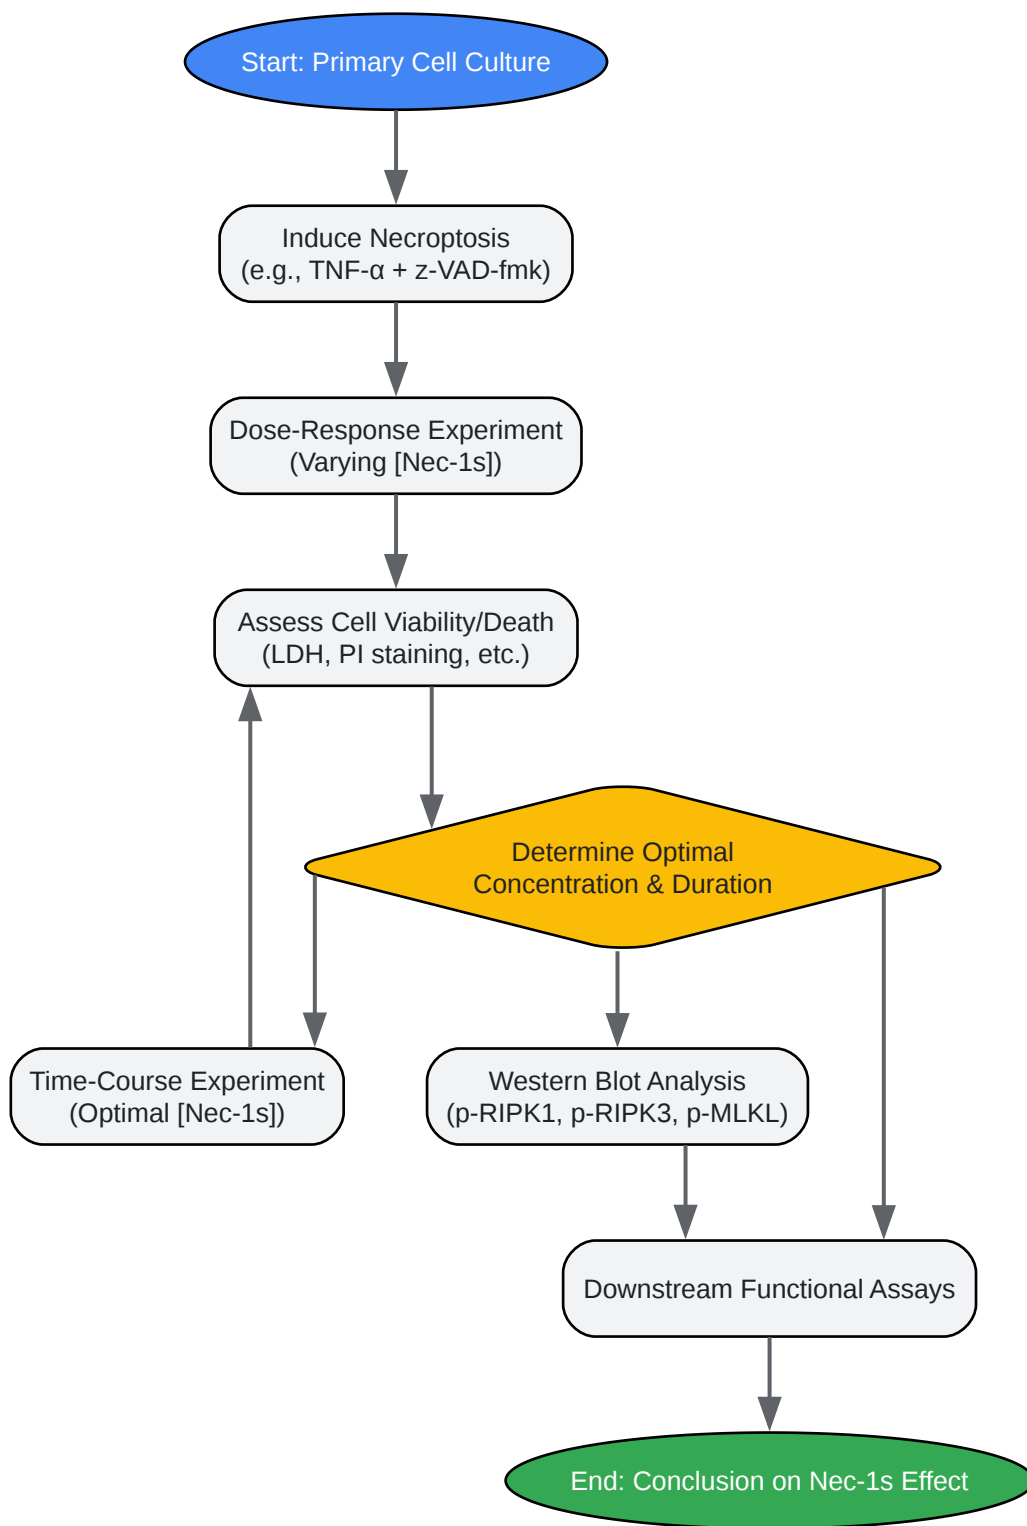 Start: Primary Cell Culture
Induce Necroptosis
(e.g., TNF-α + z-VAD-fmk)
Dose-Response Experiment
(Varying [Nec-1s])
Assess Cell Viability/Death
(LDH, PI staining, etc.)
Determine Optimal
Concentration & Duration
Time-Course Experiment
(Optimal [Nec-1s])
Western Blot Analysis
(p-RIPK1, p-RIPK3, p-MLKL)
Downstream Functional Assays
End: Conclusion on Nec-1s Effect